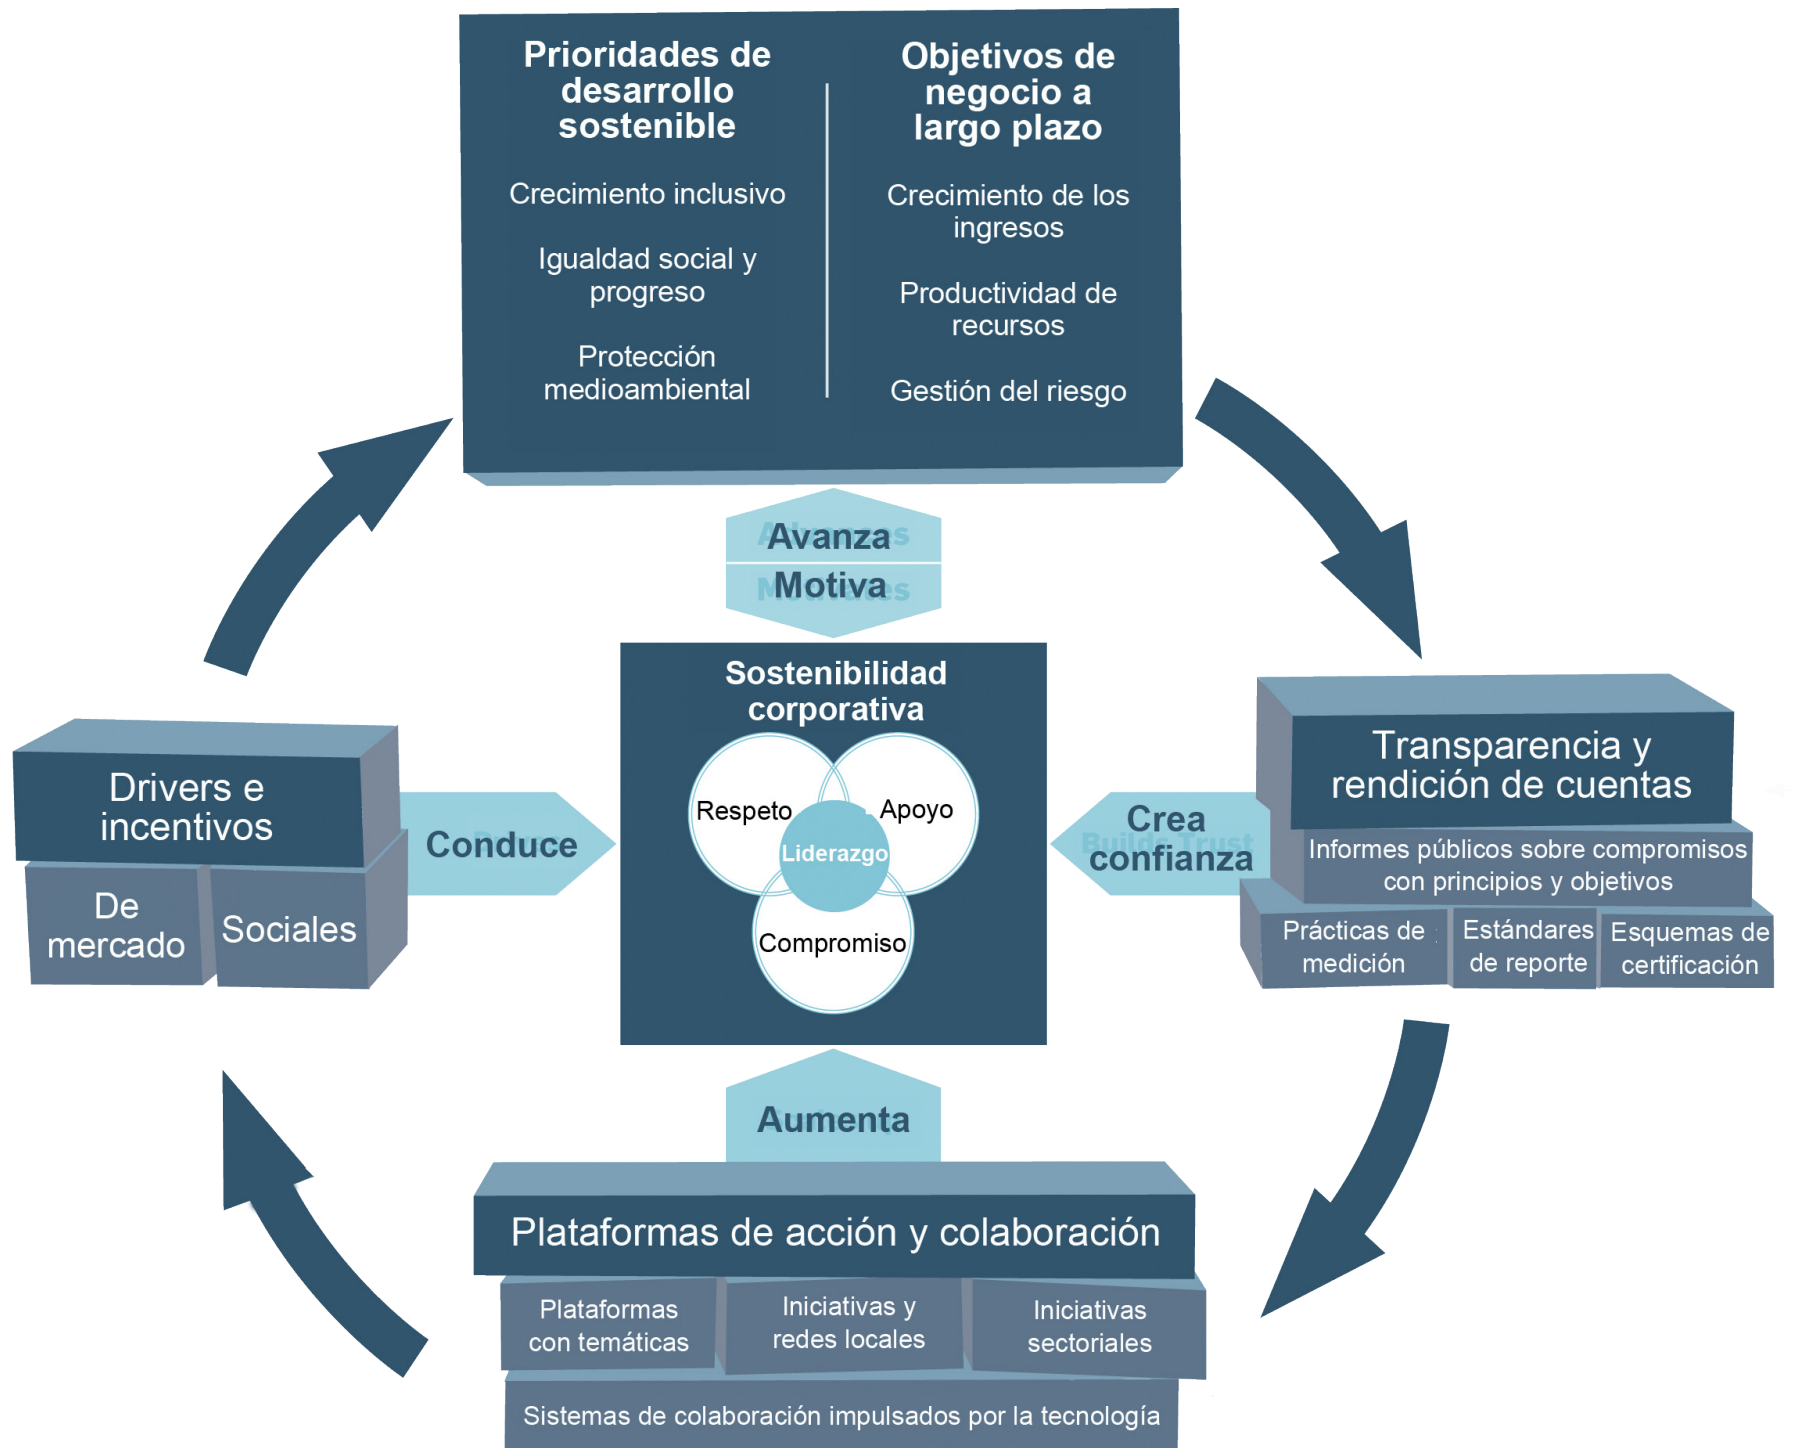 Prioridades de
desarrollo
sostenible
Crecimiento inclusivo
Igualdad social y
progreso
Protección
medioambiental
Objetivos de
negocio a
largo plazo
Crecimiento de los
ingresos
Productividad de
recursos
Gestión del riesgo
Avanza
Motiva
Sostenibilidad
corporativa
Respeto
Apoyo
Liderazgo
Compromiso
Drivers e
incentivos
De
mercado
Sociales
Conduce
Crea
confianza
Builds Trust
Transparencia y
rendición de cuentas
Informes públicos sobre compromisos
con principios y objetivos
Prácticas de
medición
Estándares
de reporte
Esquemas de
certificación
Aumenta
Plataformas de acción y colaboración
Plataformas
con temáticas
Iniciativas y
redes locales
Iniciativas
sectoriales
Sistemas de colaboración impulsados por la tecnología